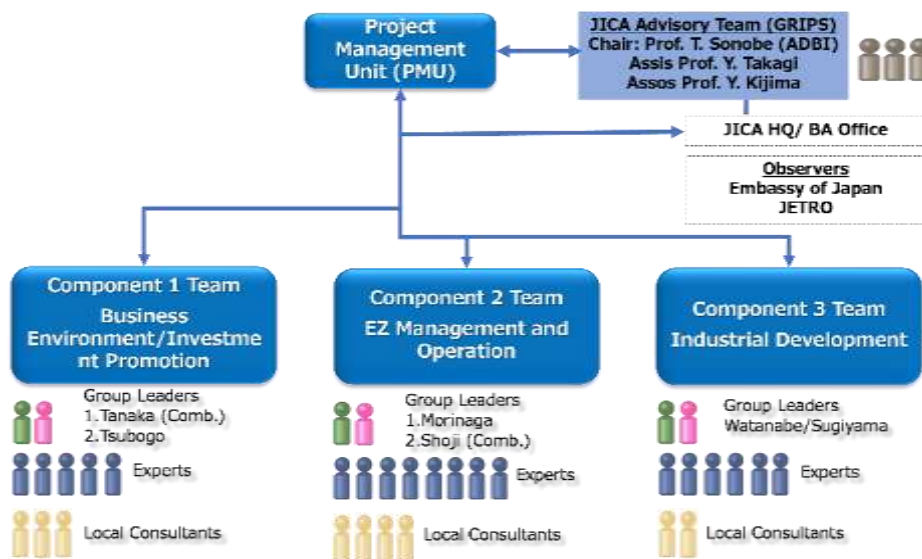 Project
Management
Unit (PMU)
JICA Advisory Team (GRIPS)
Chair: Prof. T. Sonobe (ADBI)
Assis Prof. Y. Takagi
Assos Prof. Y. Kijima
JICA HQ/ BA Office
Observers
Embassy of Japan
JETRO
Component 1 Team
Business
Environment/Investme
nt Promotion
Group Leaders
1.Tanaka (Comb.)
2.Tsubogo
Experts
Local Consultants
Component 2 Team
EZ Management and
Operation
Group Leaders
1.Morinaga
2.Shoji (Comb.)
Experts
Local Consultants
Component 3 Team
Industrial Development
Group Leaders
Watanabe/Sugiyama
Experts
Local Consultants